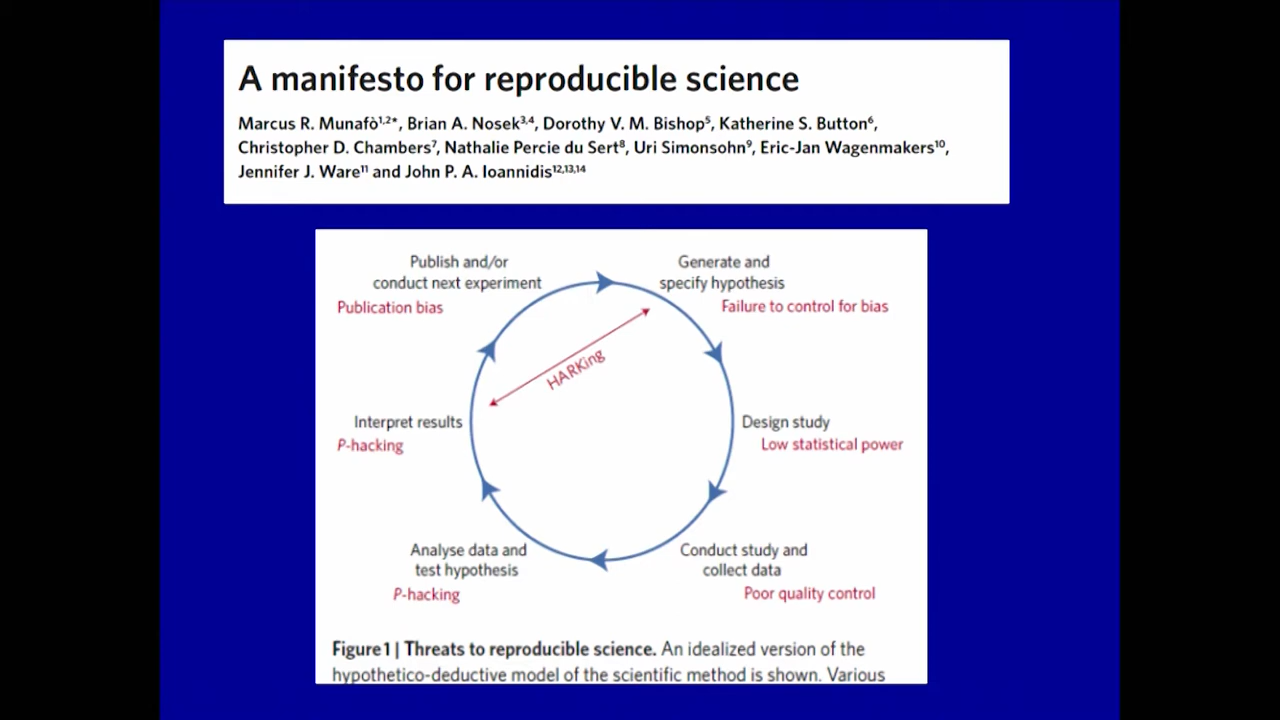 A manifesto for reproducible science
Marcus R. Munafò¹,²*, Brian A. Nosek³,⁴, Dorothy V. M. Bishop⁵, Katherine S. Button⁶,
Christopher D. Chambers⁷, Nathalie Percie du Sert⁸, Uri Simonsohn⁹, Eric-Jan Wagenmakers¹⁰,
Jennifer J. Ware¹¹ and John P. A. Ioannidis¹²,¹³,¹⁴
Publish and/or
conduct next experiment
Publication bias
Generate and
specify hypothesis
Failure to control for bias
HARKing
Interpret results
P-hacking
Design study
Low statistical power
Analyse data and
test hypothesis
P-hacking
Conduct study and
collect data
Poor quality control
Figure 1 | Threats to reproducible science. An idealized version of the
hypothetico-deductive model of the scientific method is shown. Various